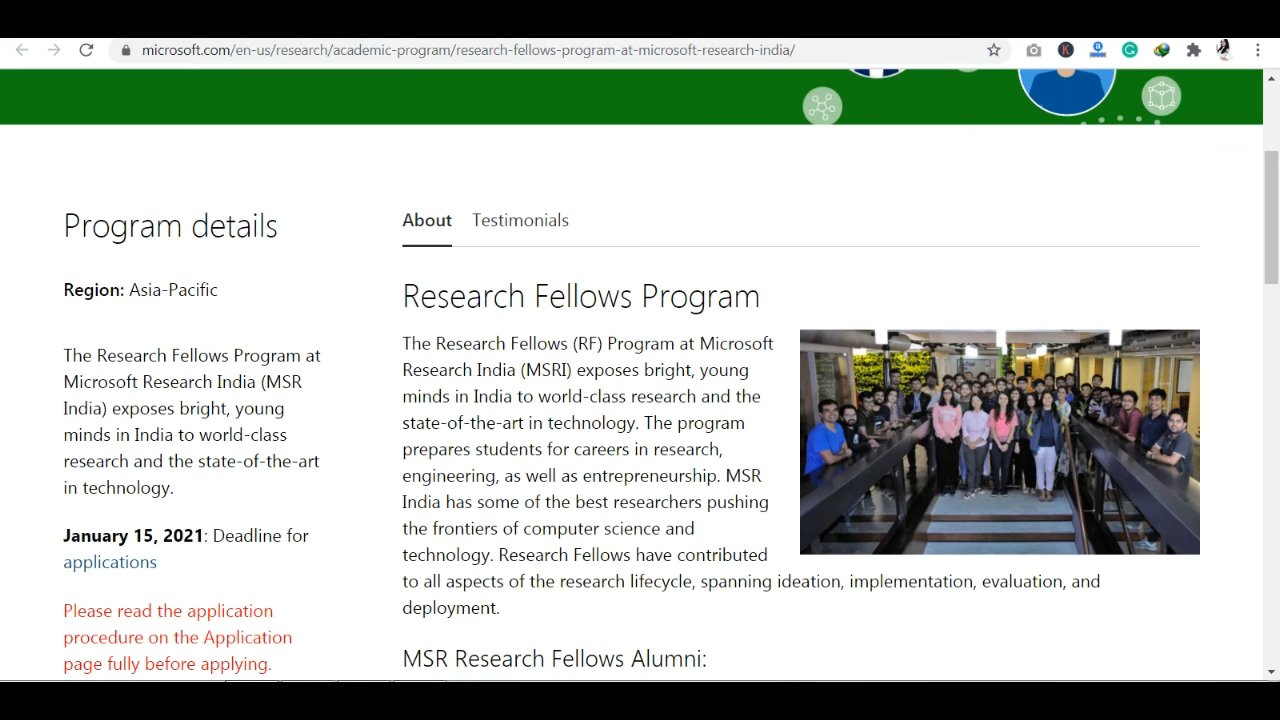 microsoft.com/en-us/research/academic-program/research-fellows-program-at-microsoft-research-india/
Program details
Region: Asia-Pacific
The Research Fellows Program at
Microsoft Research India (MSR
India) exposes bright, young
minds in India to world-class
research and the state-of-the-art
in technology.
January 15, 2021: Deadline for
applications
Please read the application
procedure on the Application
page fully before applying.
About Testimonials
Research Fellows Program
The Research Fellows (RF) Program at Microsoft
Research India (MSRI) exposes bright, young
minds in India to world-class research and the
state-of-the-art in technology. The program
prepares students for careers in research,
engineering, as well as entrepreneurship. MSR
India has some of the best researchers pushing
the frontiers of computer science and
technology. Research Fellows have contributed
to all aspects of the research lifecycle, spanning ideation, implementation, evaluation, and
deployment.
MSR Research Fellows Alumni: